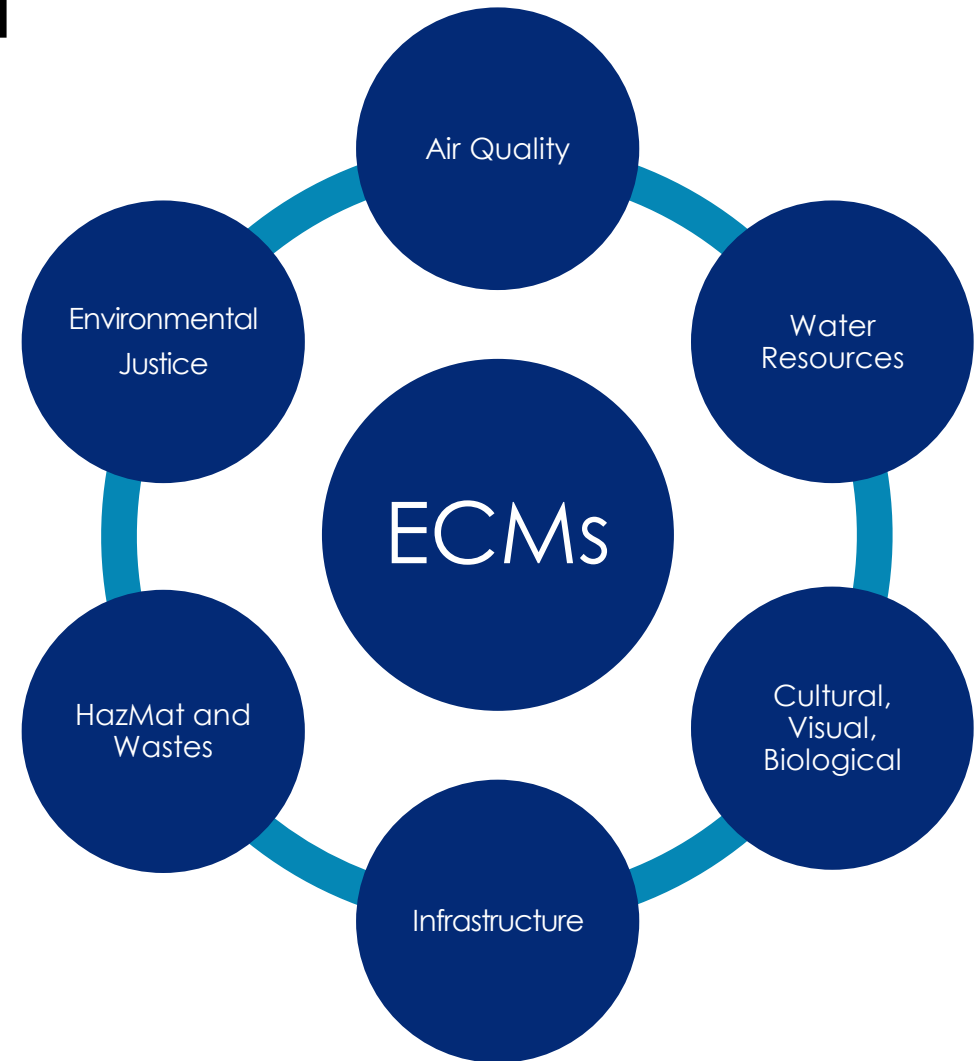 Air Quality
Water
Resources
Cultural,
Visual,
Biological
Infrastructure
HazMat and
Wastes
Environmental
Justice
ECMs